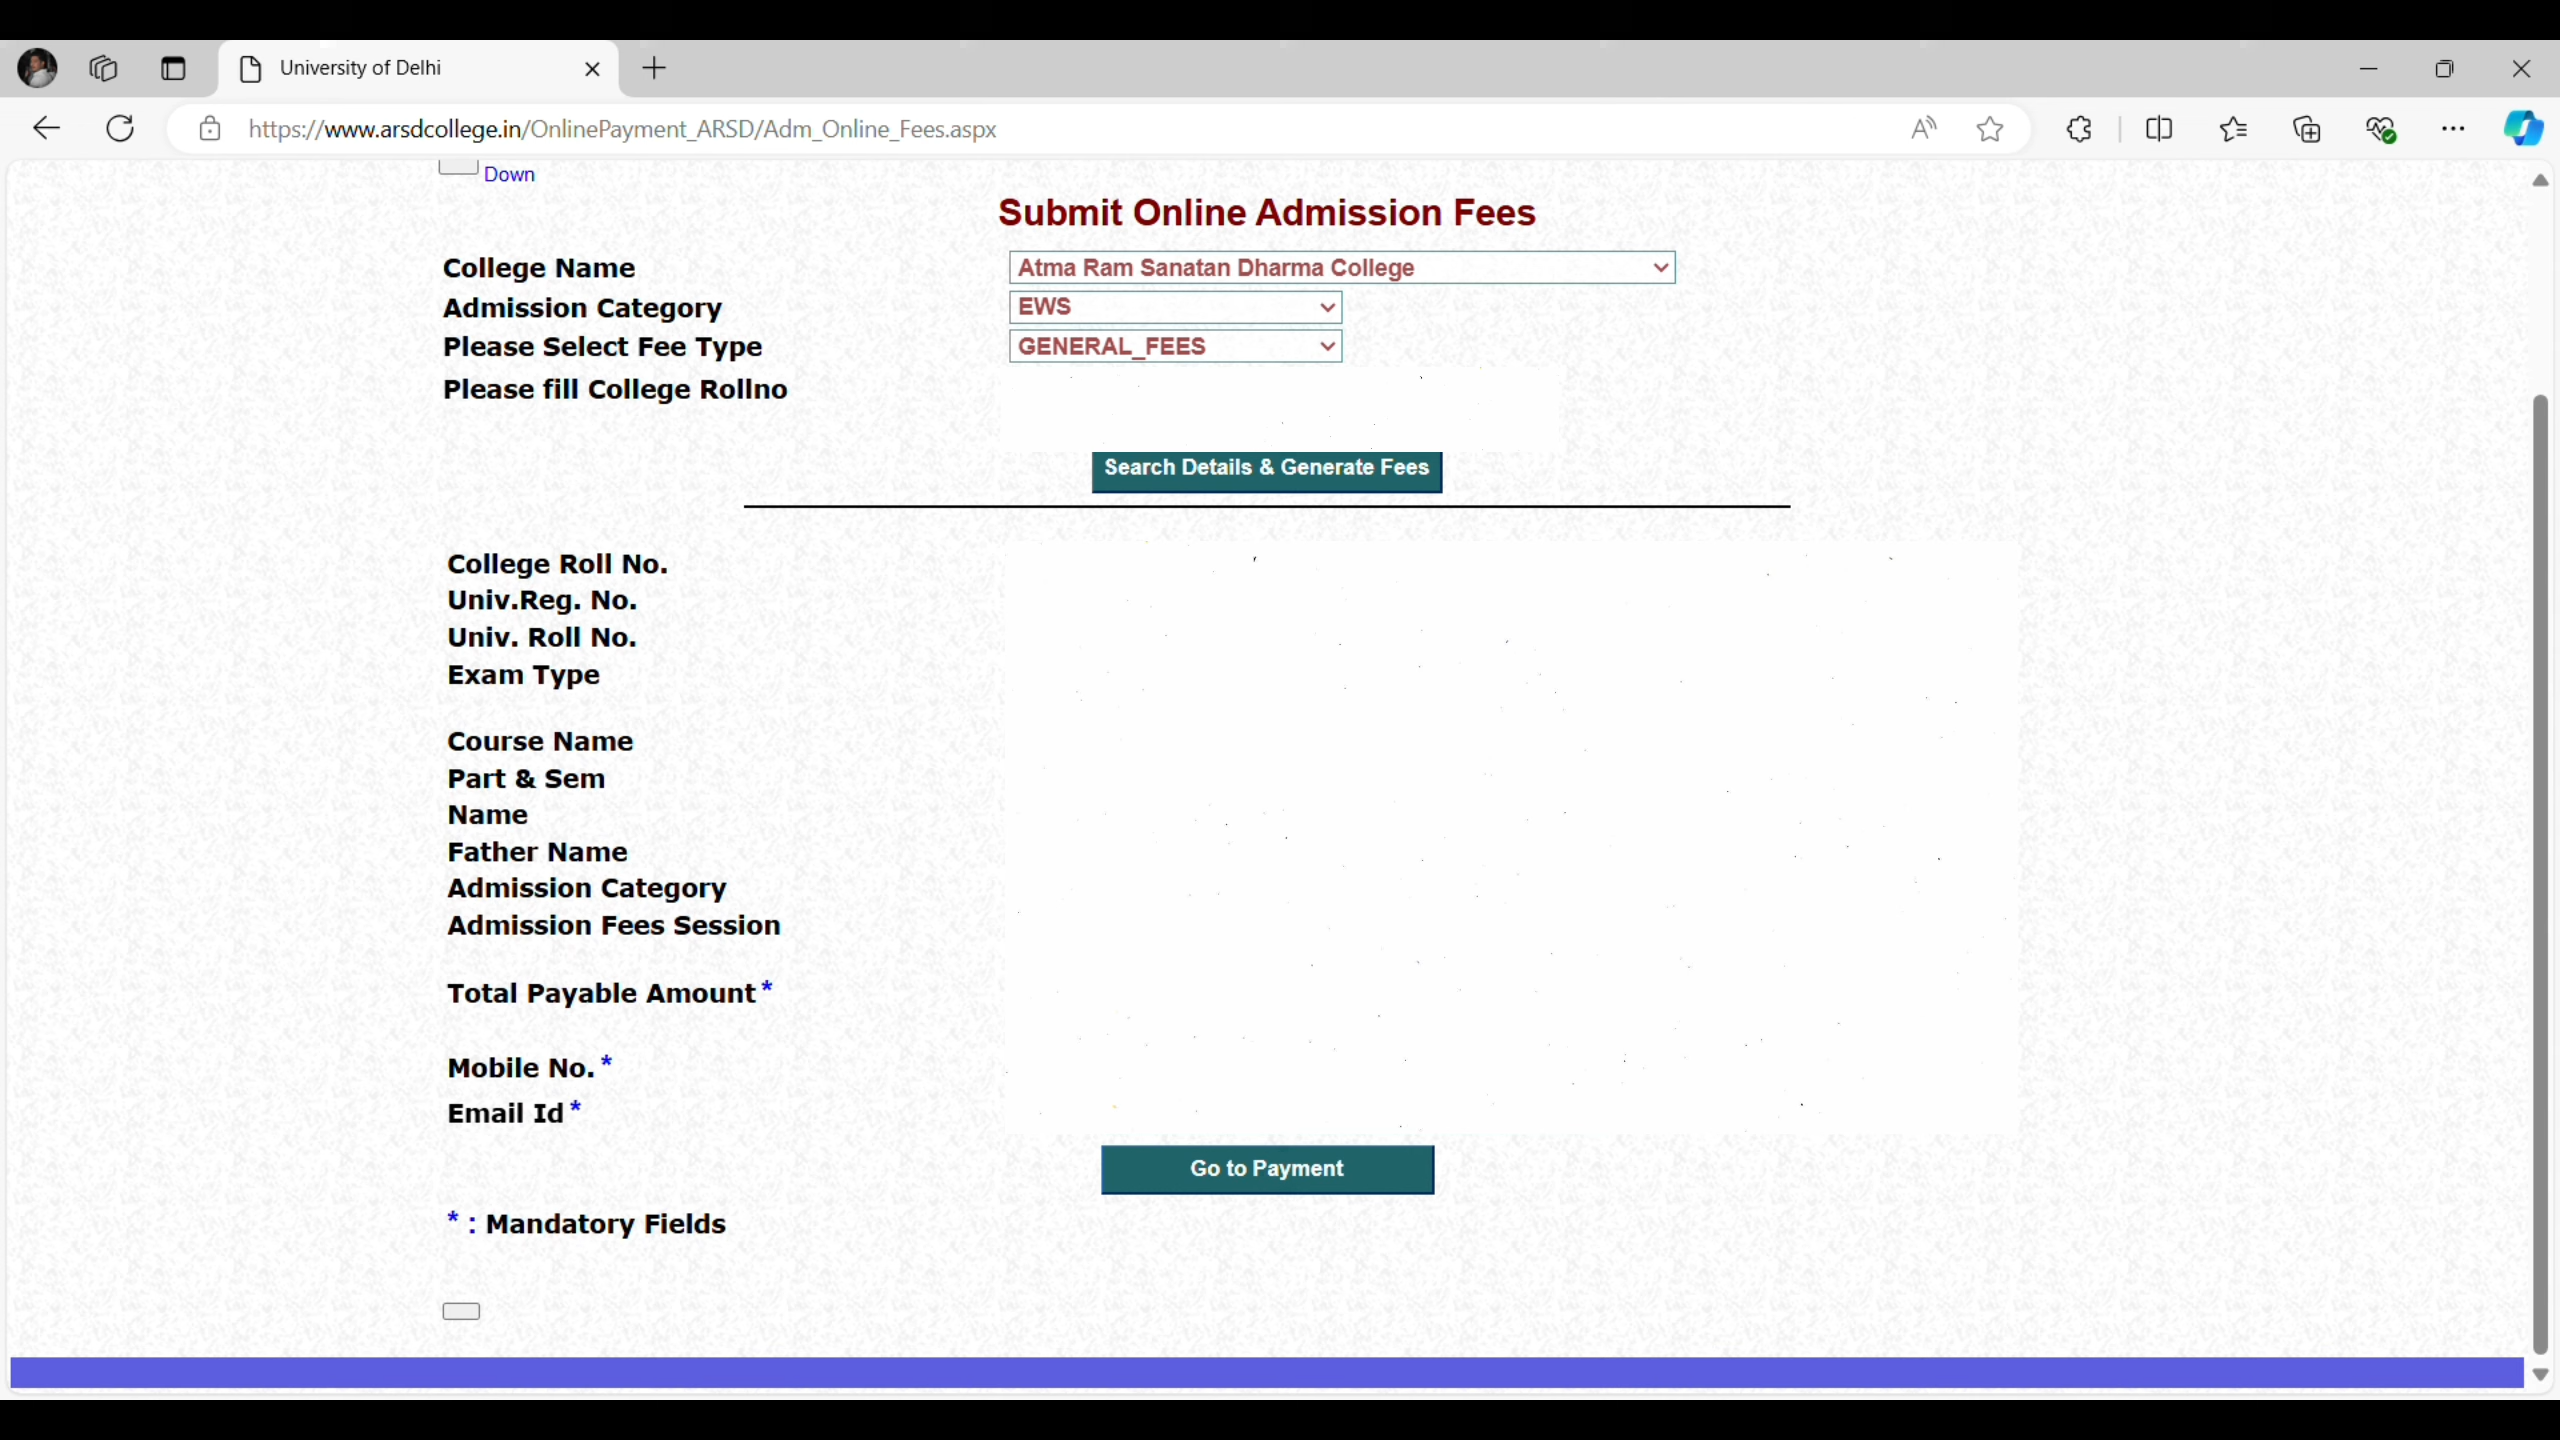 University of Delhi
https://www.arsdcollege.in/OnlinePayment_ARSD/Adm_Online_Fees.aspx
Down
Submit Online Admission Fees
College Name Atma Ram Sanatan Dharma College
Admission Category EWS
Please Select Fee Type GENERAL_FEES
Please fill College Rollno
Search Details & Generate Fees
College Roll No.
Univ.Reg. No.
Univ. Roll No.
Exam Type
Course Name
Part & Sem
Name
Father Name
Admission Category
Admission Fees Session
Total Payable Amount *
Mobile No. *
Email Id *
Go to Payment
* : Mandatory Fields